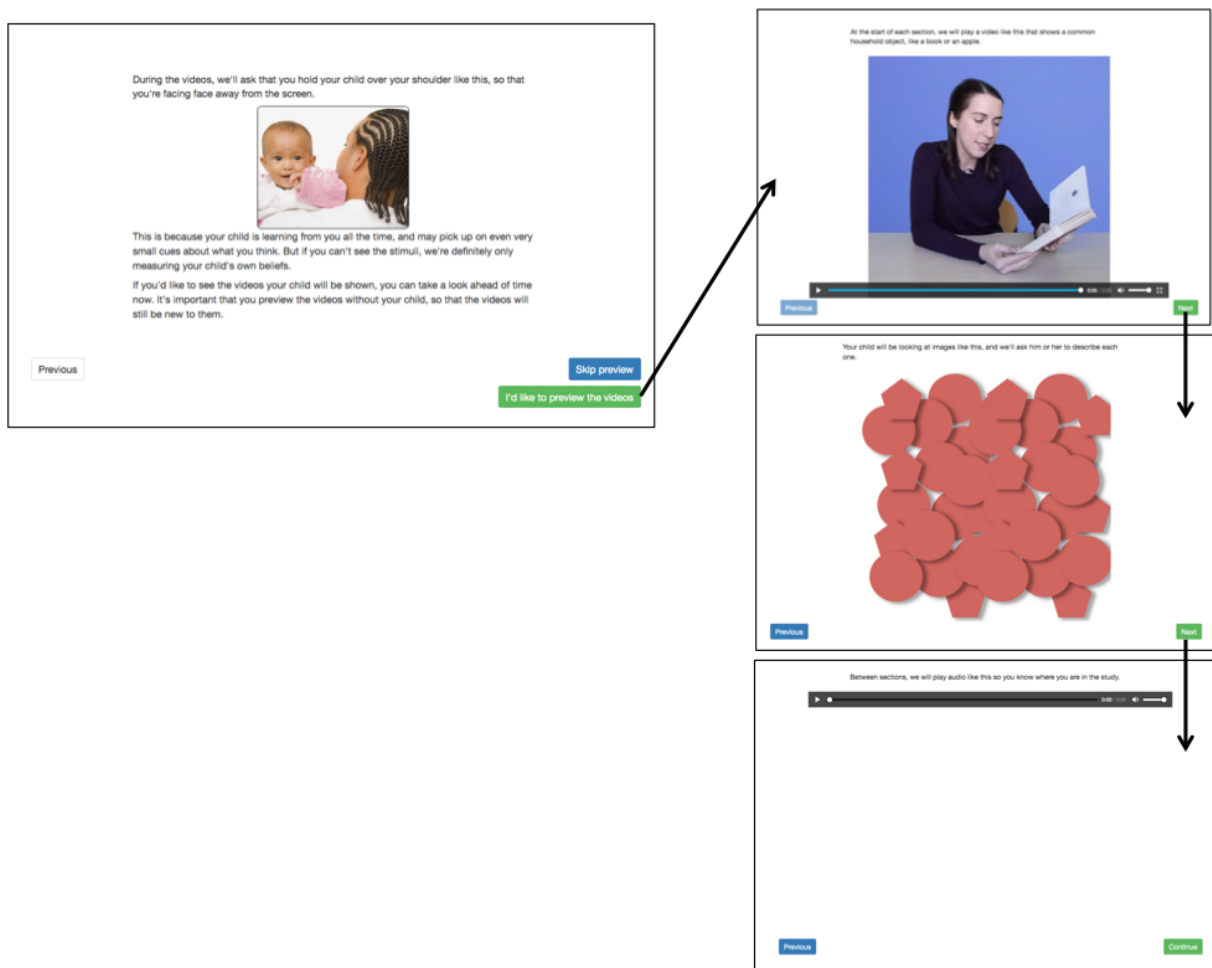 During the videos, we'll ask that you hold your child over your shoulder like this, so that
you're facing face away from the screen.
This is because your child is learning from you all the time, and may pick up on even very
small cues about what you think. But if you can't see the stimuli, we're definitely only
measuring your child's own beliefs.
If you'd like to see the videos your child will be shown, you can take a look ahead of time
now. It's important that you preview the videos without your child, so that the videos will
still be new to them.
Previous
Skip preview
I'd like to preview the videos
At the start of each section, we will play a video like this that shows a common
household object, like a book or an apple.
Previous
Next
Your child will be looking at images like this, and we'll ask him or her to describe each
one.
Previous
Next
Between sections, we will play audio like this so you know where you are in the study.
Previous
Continue